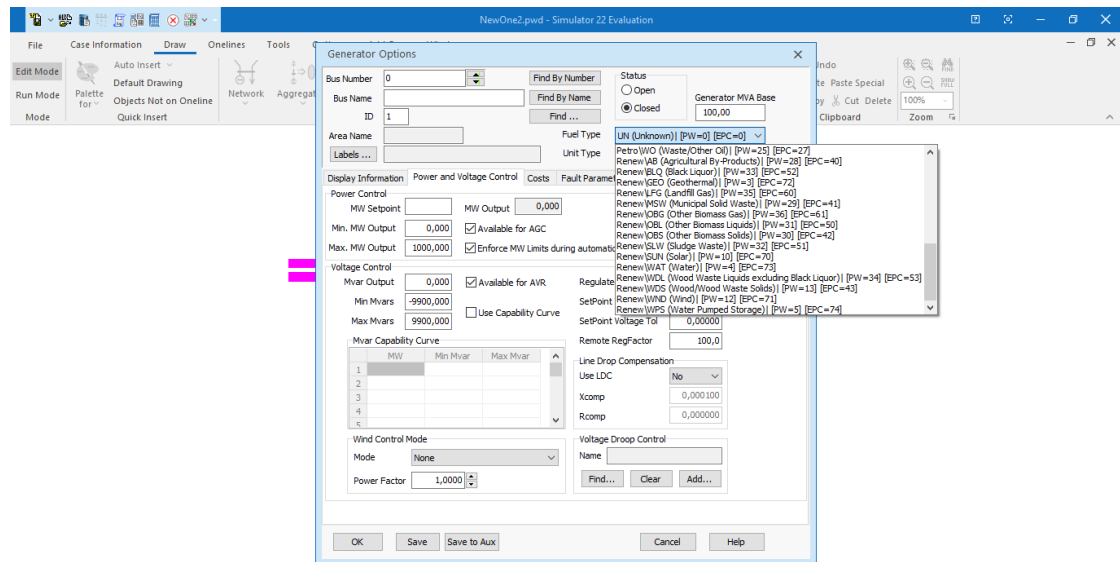 NewOne2.pwd - Simulator 22 Evaluation
File Case Information Draw Onelines Tools
Edit Mode
Run Mode
Mode
Palette
for
Auto Insert
Default Drawing
Objects Not on Oneline
Quick Insert
Network
Aggregat
Undo
Paste Special
Cut Delete
Clipboard
100%
Zoom
Generator Options
Bus Number 0 Find By Number
Bus Name Find By Name
ID 1 Find ...
Area Name
Labels ...
Status
Open
Closed
Generator MVA Base
100,00
Fuel Type UN (Unknown)| [PW=0] [EPC=0]
Unit Type
Petro\WO (Waste/Other Oil)| [PW=25] [EPC=27]
Renew\AB (Agricultural By-Products)| [PW=28] [EPC=40]
Renew\BLQ (Black Liquor)| [PW=33] [EPC=52]
Renew\GEO (Geothermal)| [PW=3] [EPC=72]
Renew\LFG (Landfill Gas)| [PW=35] [EPC=60]
Renew\MSW (Municipal Solid Waste)| [PW=29] [EPC=41]
Renew\OBG (Other Biomass Gas)| [PW=36] [EPC=61]
Renew\OBL (Other Biomass Liquids)| [PW=31] [EPC=50]
Renew\OBS (Other Biomass Solids)| [PW=30] [EPC=42]
Renew\SLW (Sludge Waste)| [PW=32] [EPC=51]
Renew\SUN (Solar)| [PW=10] [EPC=70]
Renew\WAT (Water)| [PW=4] [EPC=73]
Renew\WDL (Wood Waste Liquids excluding Black Liquor)| [PW=34] [EPC=53]
Renew\WDS (Wood/Wood Waste Solids)| [PW=13] [EPC=43]
Renew\WND (Wind)| [PW=12] [EPC=71]
Renew\WPS (Water Pumped Storage)| [PW=5] [EPC=74]
Display Information Power and Voltage Control Costs Fault Paramet
Power Control
MW Setpoint MW Output 0,000
Min. MW Output 0,000 Available for AGC
Max. MW Output 1000,000 Enforce MW Limits during automatic
Voltage Control
Mvar Output 0,000 Available for AVR Regulate
Min Mvars -9900,000 Use Capability Curve SetPoint
Max Mvars 9900,000 SetPoint Voltage Tol 0,00000
Remote RegFactor 100,0
Mvar Capability Curve
MW Min Mvar Max Mvar
1
2
3
4
5
Line Drop Compensation
Use LDC No
Xcomp 0,000100
Rcomp 0,000000
Wind Control Mode
Mode None
Power Factor 1,0000
Voltage Droop Control
Name
Find... Clear Add...
OK Save Save to Aux Cancel Help